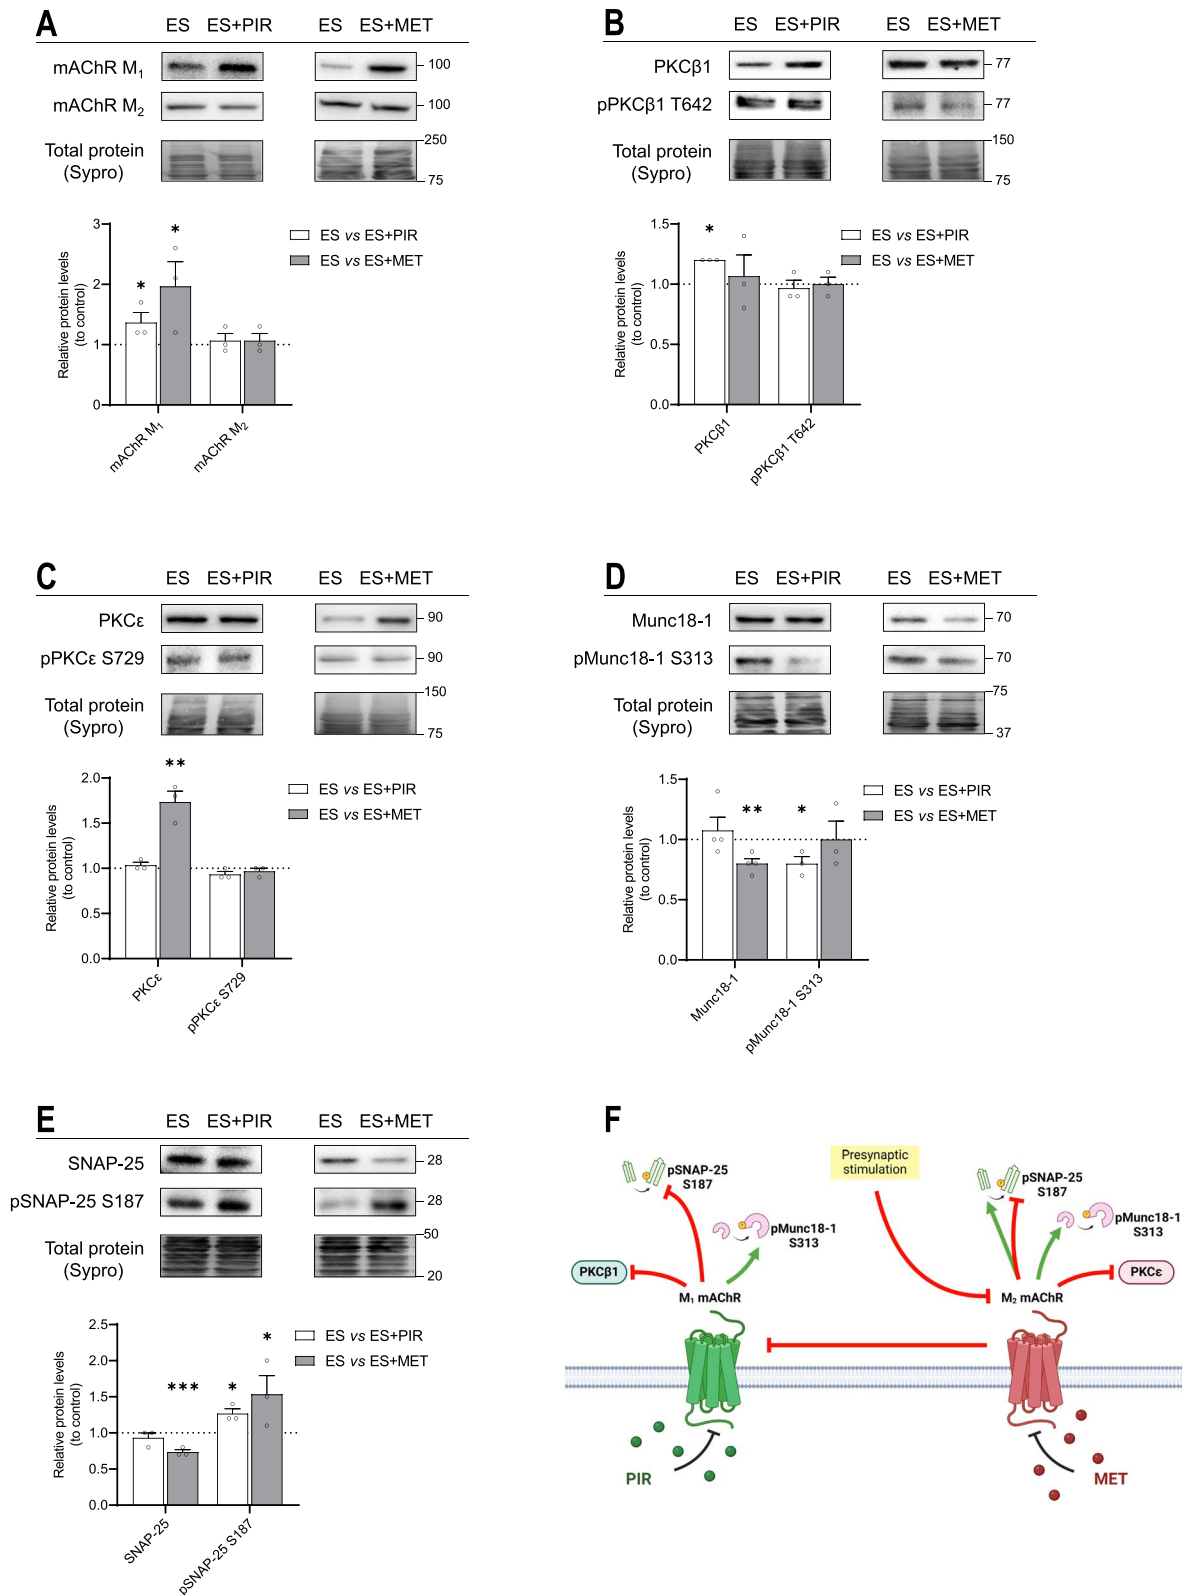 A
ES ES+PIR ES ES+MET
mAChR M₁ 100
mAChR M₂ 100
Total protein
(Sypro)
250
75
Relative protein levels
(to control)
3
2
1
0
*
*
ES vs ES+PIR
ES vs ES+MET
mAChR M₁
mAChR M₂
B
ES ES+PIR ES ES+MET
PKCβ1 77
pPKCβ1 T642 77
Total protein
(Sypro)
150
75
Relative protein levels
(to control)
1.5
1.0
0.5
0.0
*
ES vs ES+PIR
ES vs ES+MET
PKCβ1
pPKCβ1 T642
C
ES ES+PIR ES ES+MET
PKCε 90
pPKCε S729 90
Total protein
(Sypro)
150
75
Relative protein levels
(to control)
2.0
1.5
1.0
0.5
0.0
**
ES vs ES+PIR
ES vs ES+MET
PKCε
pPKCε S729
D
ES ES+PIR ES ES+MET
Munc18-1 70
pMunc18-1 S313 70
Total protein
(Sypro)
75
37
Relative protein levels
(to control)
1.5
1.0
0.5
0.0
**
*
ES vs ES+PIR
ES vs ES+MET
Munc18-1
pMunc18-1 S313
E
ES ES+PIR ES ES+MET
SNAP-25 28
pSNAP-25 S187 28
Total protein
(Sypro)
50
20
Relative protein levels
(to control)
2.5
2.0
1.5
1.0
0.5
0.0
***
*
*
ES vs ES+PIR
ES vs ES+MET
SNAP-25
pSNAP-25 S187
F
Presynaptic
stimulation
pSNAP-25
S187
pMunc18-1
S313
PKCβ1
M₁ mAChR
pSNAP-25
S187
pMunc18-1
S313
PKCε
M₂ mAChR
PIR
MET